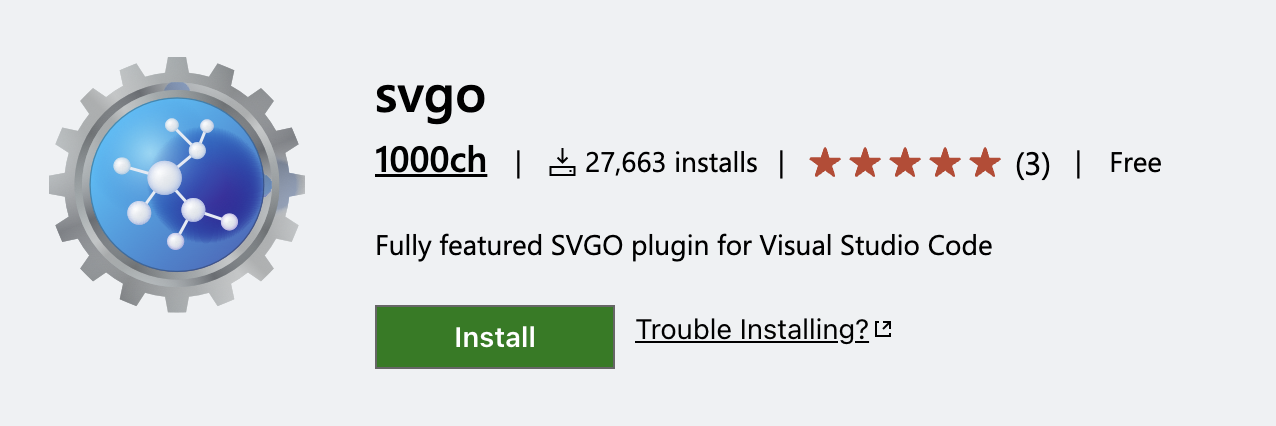 svgo
1000ch | 27,663 installs | (3) | Free
Fully featured SVGO plugin for Visual Studio Code
Install Trouble Installing?